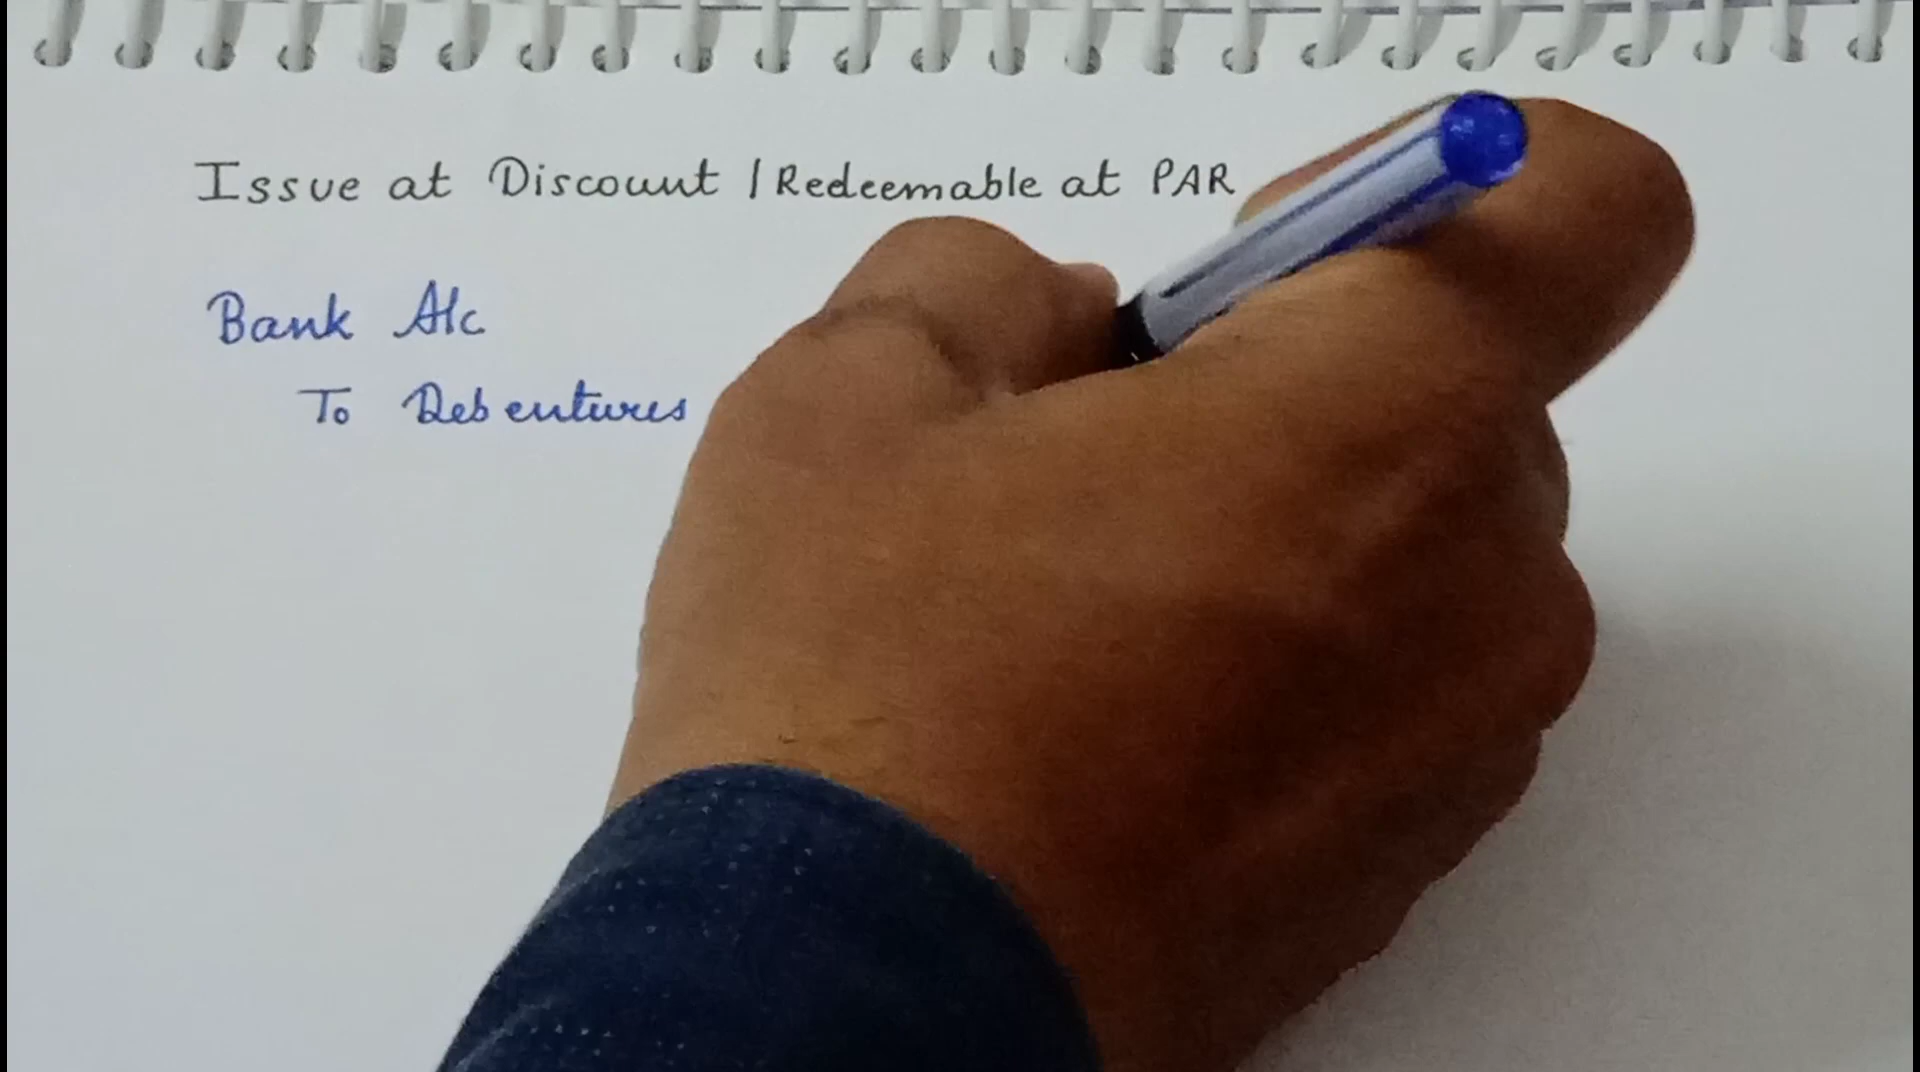 Issue at Discount / Redeemable at PAR
Bank A/c
To Debentures